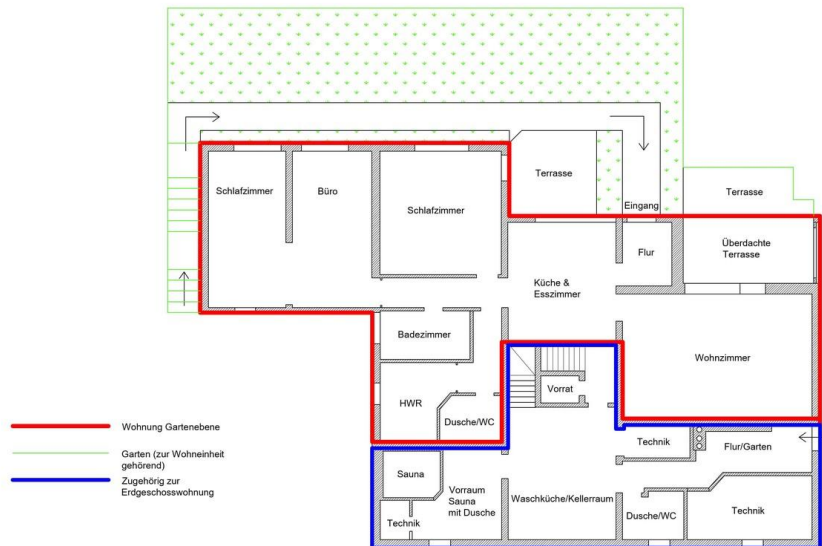 Terrasse
Terrasse
Schlafzimmer
Büro
Schlafzimmer
Eingang
Flur
Überdachte
Terrasse
Küche &
Esszimmer
Badezimmer
Wohnzimmer
Vorrat
HWR
Dusche/WC
Wohnung Gartenebene
Garten (zur Wohneinheit
gehörend)
Zugehörig zur
Erdgeschosswohnung
Technik
Flur/Garten
Sauna
Vorraum
Sauna
mit Dusche
Waschküche/Kellerraum
Technik
Dusche/WC
Technik